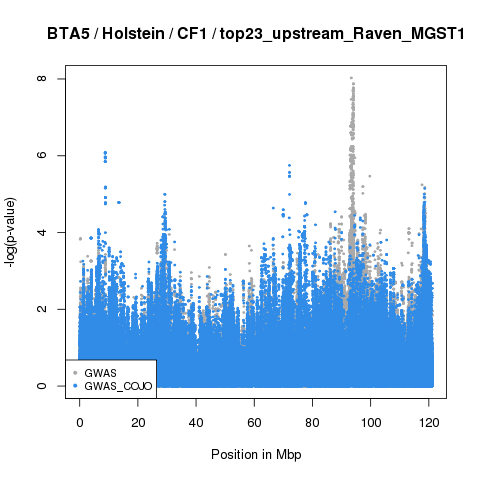 BTA5 / Holstein / CF1 / top23_upstream_Raven_MGST1
-log(p-value)
8
6
4
2
0
GWAS
GWAS_COJO
0 20 40 60 80 100 120
Position in Mbp